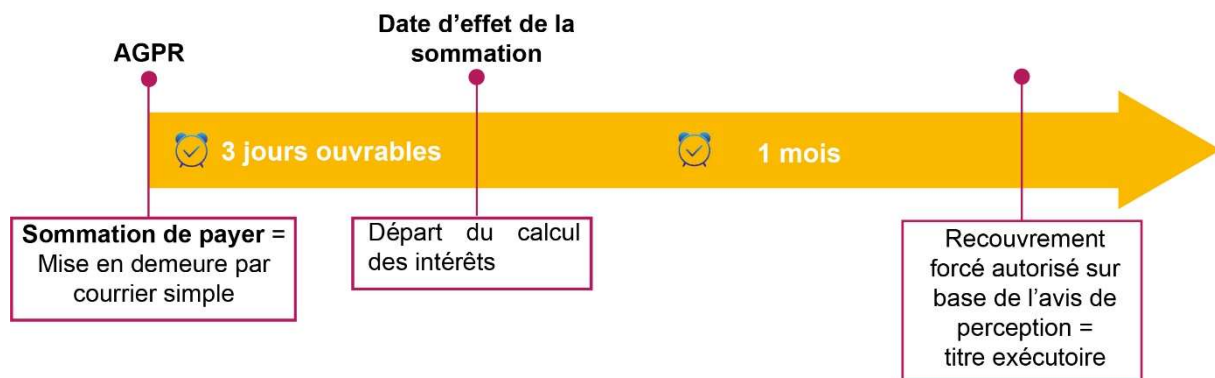 AGPR
Date d’effet de la
sommation
3 jours ouvrables
1 mois
Sommation de payer =
Mise en demeure par
courrier simple
Départ du calcul
des intérêts
Recouvrement
forcé autorisé sur
base de l’avis de
perception =
titre exécutoire